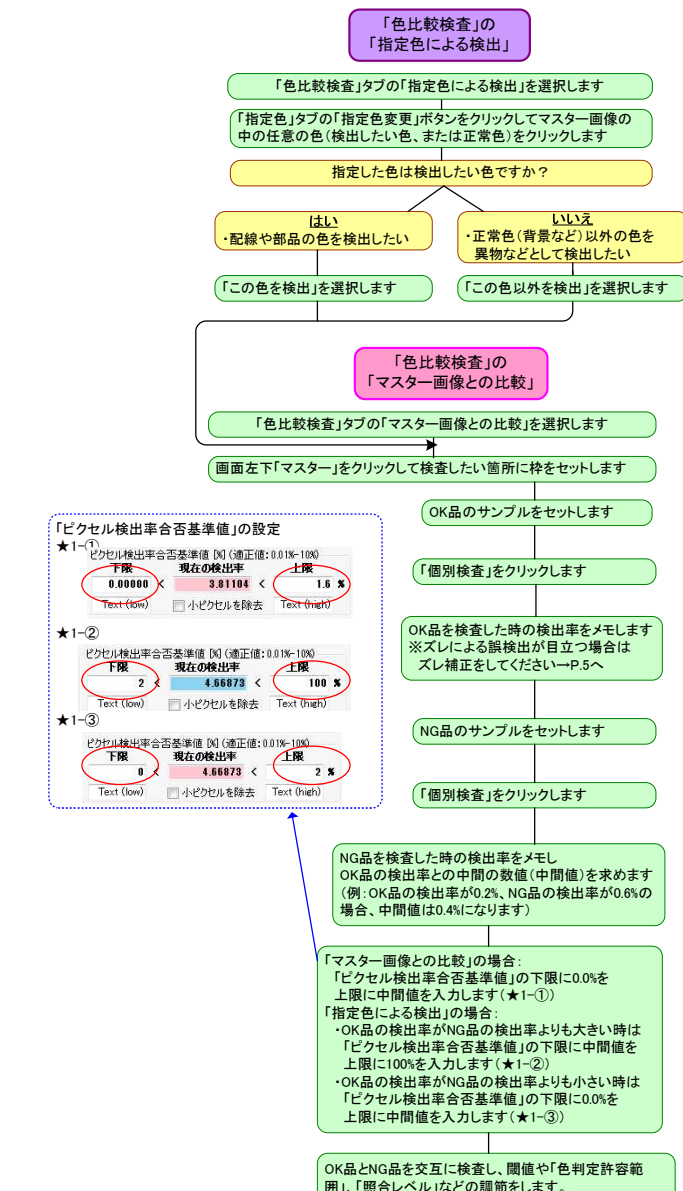 「色比較検査」の
「指定色による検出」
「色比較検査」タブの「指定色による検出」を選択します
「指定色」タブの「指定色変更」ボタンをクリックしてマスター画像の
中の任意の色(検出したい色、または正常色)をクリックします
指定した色は検出したい色ですか？
はい
・配線や部品の色を検出したい
いいえ
・正常色(背景など)以外の色を
異物などとして検出したい
「この色を検出」を選択します
「この色以外を検出」を選択します
「色比較検査」の
「マスター画像との比較」
「色比較検査」タブの「マスター画像との比較」を選択します
画面左下「マスター」をクリックして検査したい箇所に枠をセットします
OK品のサンプルをセットします
「個別検査」をクリックします
OK品を検査した時の検出率をメモします
※ズレによる誤検出が目立つ場合は
ズレ補正をしてください→P.5へ
NG品のサンプルをセットします
「個別検査」をクリックします
NG品を検査した時の検出率をメモし
OK品の検出率との中間の数値(中間値)を求めます
(例:OK品の検出率が0.2%、NG品の検出率が0.6%の
場合、中間値は0.4%になります)
「マスター画像との比較」の場合:
「ピクセル検出率合否基準値」の下限に0.0%を
上限に中間値を入力します(★1-①)
「指定色による検出」の場合:
・OK品の検出率がNG品の検出率よりも大きい時は
「ピクセル検出率合否基準値」の下限に中間値を
上限に100%を入力します(★1-②)
・OK品の検出率がNG品の検出率よりも小さい時は
「ピクセル検出率合否基準値」の下限に0.0%を
上限に中間値を入力します(★1-③)
OK品とNG品を交互に検査し、閾値や「色判定許容範
囲」、「照合レベル」などの調節をします。
「ピクセル検出率合否基準値」の設定
★1-①
ピクセル検出率合否基準値 [%] (適正値:0.01%-10%)
下限 現在の検出率 上限
0.00000 < 3.81104 < 1.6 %
Text (low) 小ピクセルを除去 Text (high)
★1-②
ピクセル検出率合否基準値 [%] (適正値:0.01%-10%)
下限 現在の検出率 上限
2 < 4.66873 < 100 %
Text (low) 小ピクセルを除去 Text (high)
★1-③
ピクセル検出率合否基準値 [%] (適正値:0.01%-10%)
下限 現在の検出率 上限
0 < 4.66873 < 2 %
Text (low) 小ピクセルを除去 Text (high)